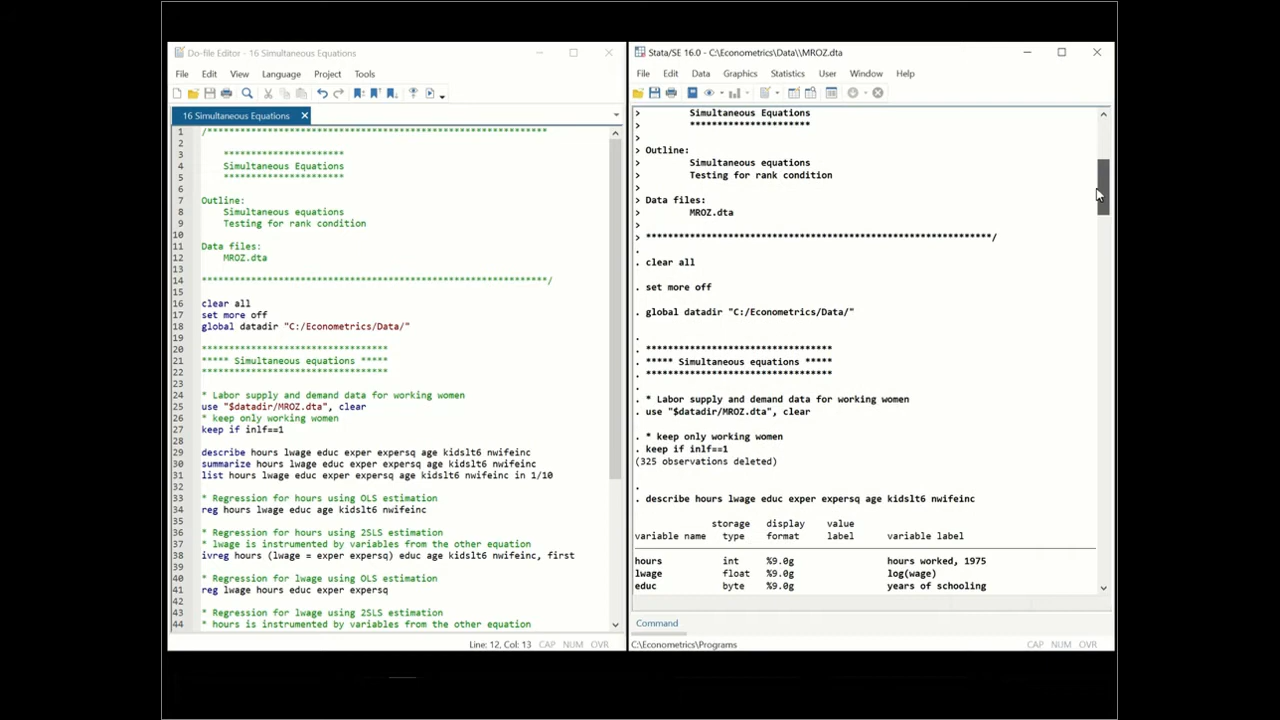 Do-file Editor - 16 Simultaneous Equations
File Edit View Language Project Tools
16 Simultaneous Equations
1 /**************************************************************
2
3 *********************
4 Simultaneous Equations
5 *********************
6
7 Outline:
8 Simultaneous equations
9 Testing for rank condition
10
11 Data files:
12 MROZ.dta
13
14 **************************************************************/
15
16 clear all
17 set more off
18 global datadir "C:/Econometrics/Data/"
19
20 *********************************
21 ***** Simultaneous equations *****
22 *********************************
23
24 * Labor supply and demand data for working women
25 use "$datadir/MROZ.dta", clear
26 * keep only working women
27 keep if inlf==1
28
29 describe hours lwage educ exper expersq age kidslt6 nwifeinc
30 summarize hours lwage educ exper expersq age kidslt6 nwifeinc
31 list hours lwage educ exper expersq age kidslt6 nwifeinc in 1/10
32
33 * Regression for hours using OLS estimation
34 reg hours lwage educ age kidslt6 nwifeinc
35
36 * Regression for hours using 2SLS estimation
37 * lwage is instrumented by variables from the other equation
38 ivreg hours (lwage = exper expersq) educ age kidslt6 nwifeinc, first
39
40 * Regression for lwage using OLS estimation
41 reg lwage hours educ exper expersq
42
43 * Regression for lwage using 2SLS estimation
44 * hours is instrumented by variables from the other equation
Line: 12, Col: 13 CAP NUM OVR
Stata/SE 16.0 - C:\Econometrics\Data\\MROZ.dta
File Edit Data Graphics Statistics User Window Help
> Simultaneous Equations
> *********************
>
> Outline:
> Simultaneous equations
> Testing for rank condition
>
> Data files:
> MROZ.dta
>
> **************************************************************/
.
. clear all
. set more off
. global datadir "C:/Econometrics/Data/"
.
. *********************************
. ***** Simultaneous equations *****
. *********************************
.
. * Labor supply and demand data for working women
. use "$datadir/MROZ.dta", clear
. * keep only working women
. keep if inlf==1
(325 observations deleted)
.
. describe hours lwage educ exper expersq age kidslt6 nwifeinc
storage display value
variable name type format label variable label
hours int %9.0g hours worked, 1975
lwage float %9.0g log(wage)
educ byte %9.0g years of schooling
Command
C:\Econometrics\Programs CAP NUM OVR